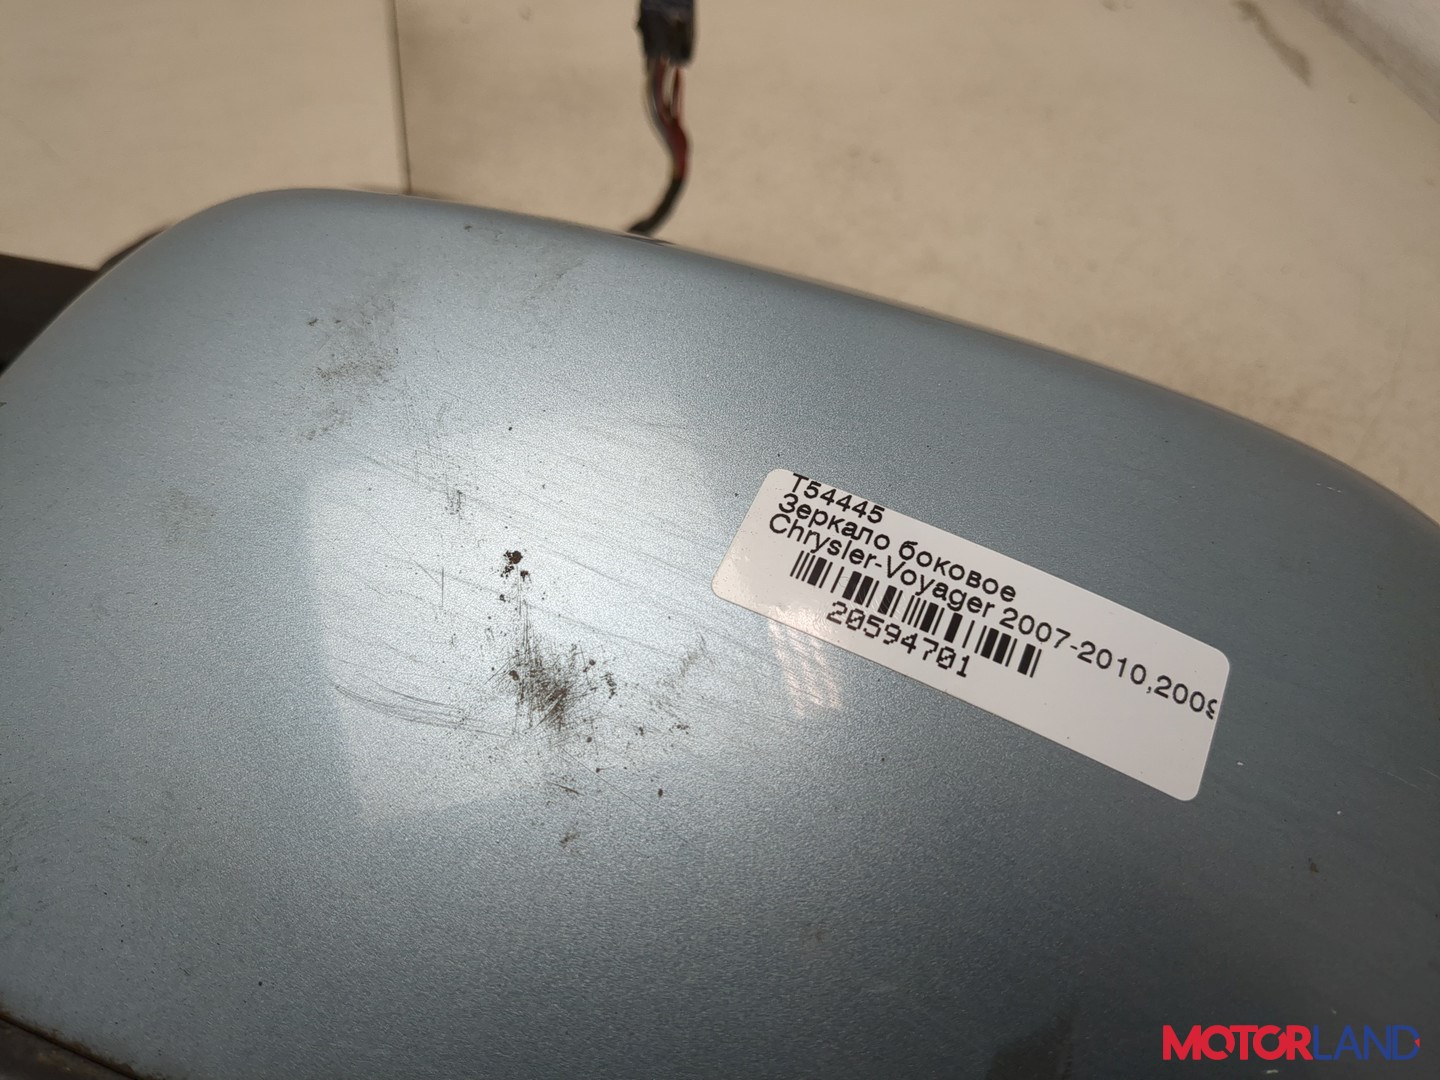 T54445
Зеркало боковое
Chrysler-Voyager 2007-2010,2009
20594701
MOTORLAND